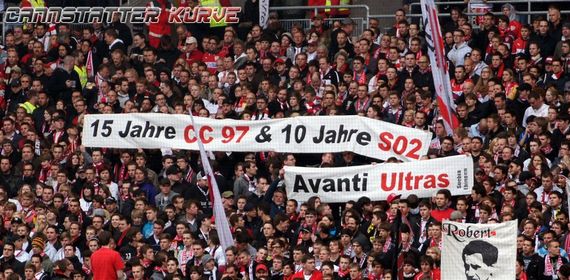 CANNSTATTER KURVE
15 Jahre CC 97 & 10 Jahre S02
Avanti Ultras
Robert